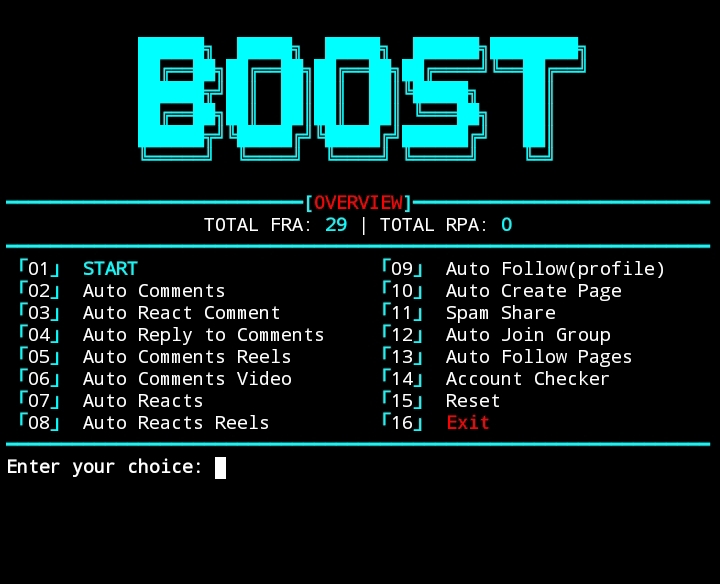 BOOST
[OVERVIEW]
TOTAL FRA: 29 | TOTAL RPA: 0
「01」 START 「09」 Auto Follow(profile)
「02」 Auto Comments 「10」 Auto Create Page
「03」 Auto React Comment 「11」 Spam Share
「04」 Auto Reply to Comments 「12」 Auto Join Group
「05」 Auto Comments Reels 「13」 Auto Follow Pages
「06」 Auto Comments Video 「14」 Account Checker
「07」 Auto Reacts 「15」 Reset
「08」 Auto Reacts Reels 「16」 Exit
Enter your choice: